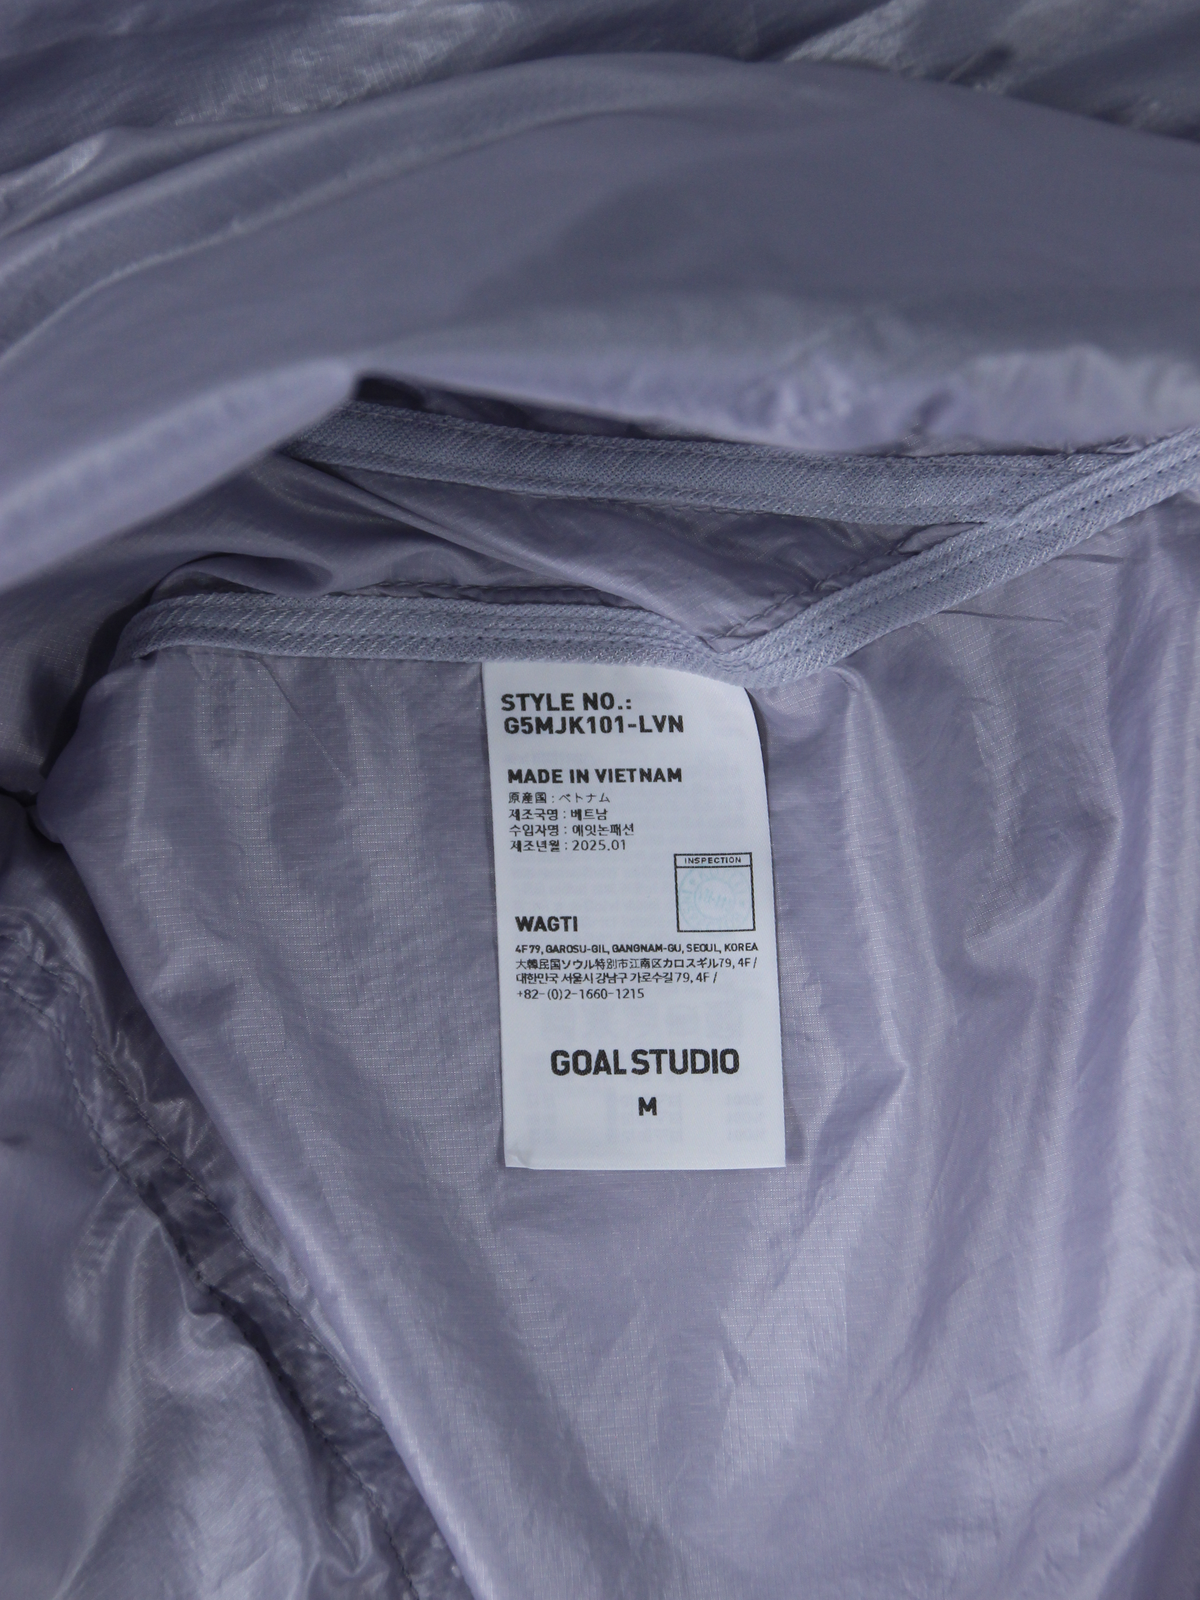 STYLE NO.:
G5MJK101-LVN
MADE IN VIETNAM
原産国 : ベトナム
제조국명 : 베트남
수입자명 : 에잇논패션
제조년월 : 2025.01
INSPECTION
WAGTI
4F 79, GAROSU-GIL, GANGNAM-GU, SEOUL, KOREA
大韓民国ソウル特別市江南区カロスギル79, 4F /
대한민국 서울시 강남구 가로수길 79, 4F /
+82-(0)2-1660-1215
GOALSTUDIO
M